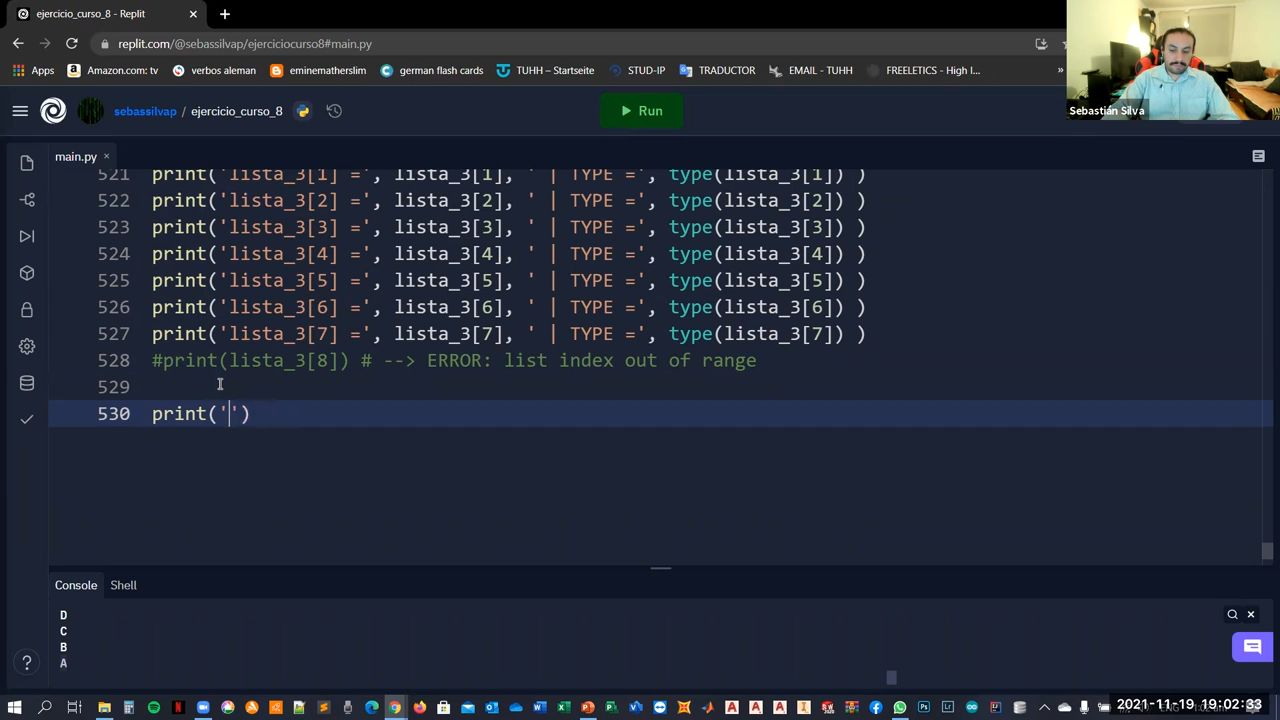 ejercicio_curso_8 - Replit
replit.com/@sebassilvap/ejerciciocurso8#main.py
Apps Amazon.com: tv verbos aleman eminemathslim german flash cards TUHH – Startseite STUD-IP TRADUCTOR EMAIL - TUHH FREELETICS - High I... »
Sebastián Silva
sebassilvap / ejercicio_curso_8 Run
main.py ×
521 print('lista_3[1] =', lista_3[1], ' | TYPE =', type(lista_3[1]) )
522 print('lista_3[2] =', lista_3[2], ' | TYPE =', type(lista_3[2]) )
523 print('lista_3[3] =', lista_3[3], ' | TYPE =', type(lista_3[3]) )
524 print('lista_3[4] =', lista_3[4], ' | TYPE =', type(lista_3[4]) )
525 print('lista_3[5] =', lista_3[5], ' | TYPE =', type(lista_3[5]) )
526 print('lista_3[6] =', lista_3[6], ' | TYPE =', type(lista_3[6]) )
527 print('lista_3[7] =', lista_3[7], ' | TYPE =', type(lista_3[7]) )
528 #print(lista_3[8]) # --> ERROR: list index out of range
529
530 print('')
Console Shell
D
C
B
A
2021-11-19 19:02:33